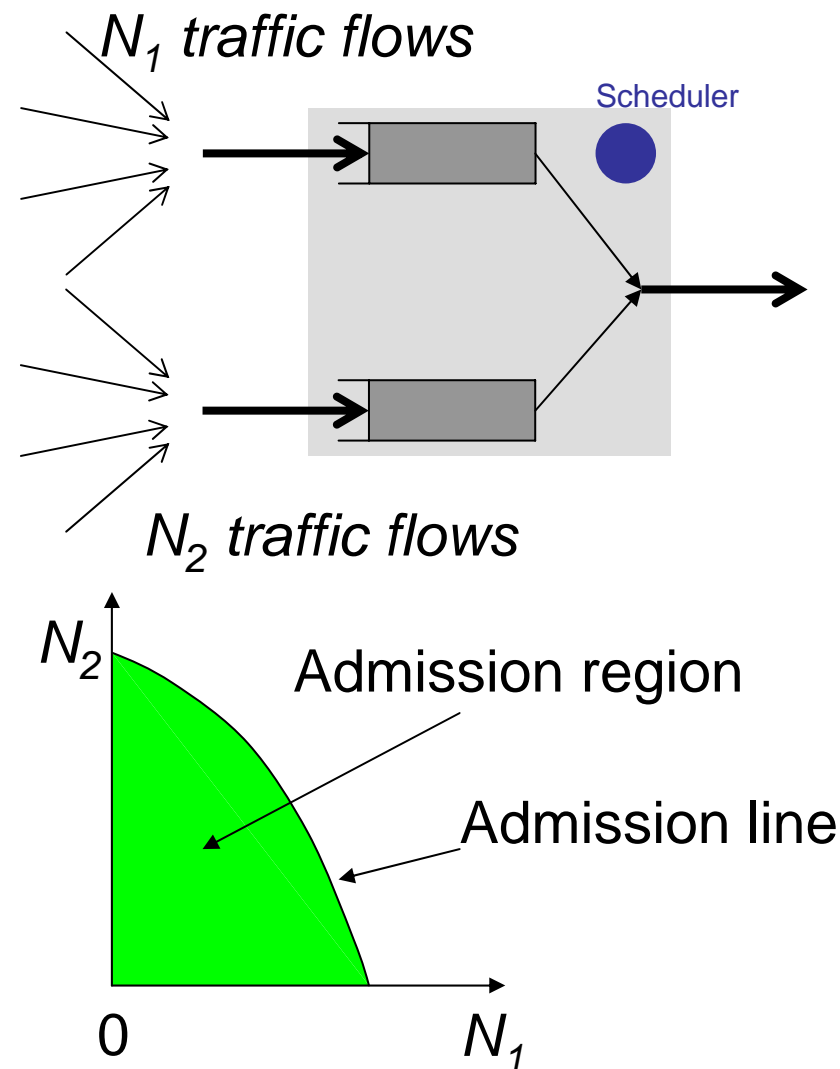 N₁ traffic flows
Scheduler
N₂ traffic flows
N₂
Admission region
Admission line
0
N₁